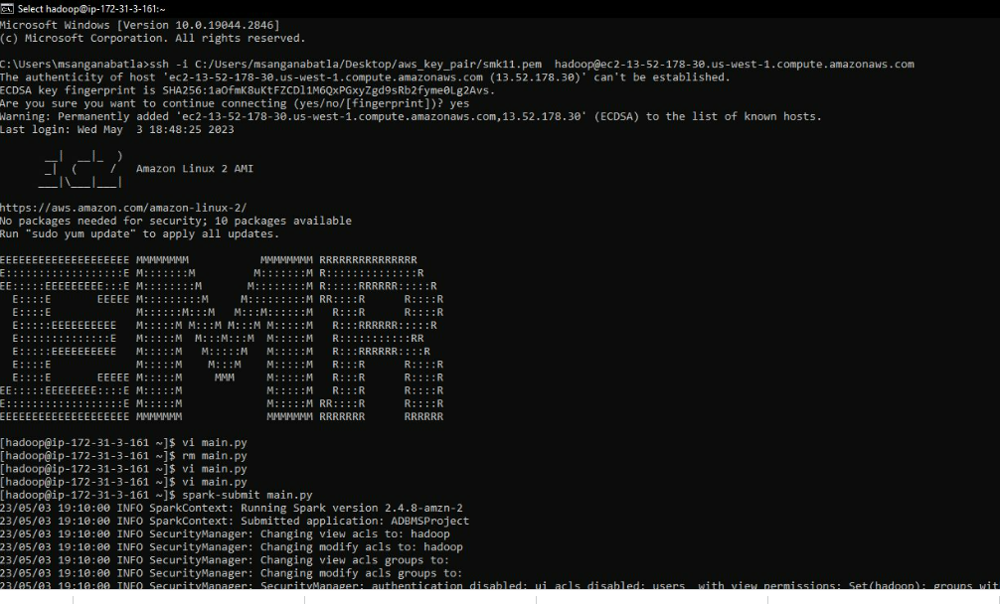 Select hadoop@ip-172-31-3-161:~
Microsoft Windows [Version 10.0.19044.2846]
(c) Microsoft Corporation. All rights reserved.
C:\Users\msanganabatla>ssh -i C:/Users/msanganabatla/Desktop/aws_key_pair/smk11.pem  hadoop@ec2-13-52-178-30.us-west-1.compute.amazonaws.com
The authenticity of host 'ec2-13-52-178-30.us-west-1.compute.amazonaws.com (13.52.178.30)' can't be established.
ECDSA key fingerprint is SHA256:1aOfmK8uKtFZCDl1M6QxPGxyZgd9sRb2fyme0Lg2Avs.
Are you sure you want to continue connecting (yes/no/[fingerprint])? yes
Warning: Permanently added 'ec2-13-52-178-30.us-west-1.compute.amazonaws.com,13.52.178.30' (ECDSA) to the list of known hosts.
Last login: Wed May  3 18:48:25 2023
       __|  __|_  )
       _|  (     /   Amazon Linux 2 AMI
      ___|\___|___|
https://aws.amazon.com/amazon-linux-2/
No packages needed for security; 10 packages available
Run "sudo yum update" to apply all updates.
EEEEEEEEEEEEEEEEEEEE MMMMMMMM           MMMMMMMM RRRRRRRRRRRRRRR
E::::::::::::::::::E M:::::::M         M:::::::M R::::::::::::::R
EE:::::EEEEEEEEE:::E M::::::::M       M::::::::M R:::::RRRRRR:::::R
  E::::E       EEEEE M:::::::::M     M:::::::::M RR::::R      R::::R
  E::::E             M::::::M:::M   M:::M::::::M   R:::R      R::::R
  E:::::EEEEEEEEEE   M:::::M M:::M M:::M M:::::M   R:::RRRRRR:::::R
  E::::::::::::::E   M:::::M  M:::M:::M  M:::::M   R:::::::::::RR
  E:::::EEEEEEEEEE   M:::::M   M:::::M   M:::::M   R:::RRRRRR::::R
  E::::E             M:::::M    M:::M    M:::::M   R:::R      R::::R
  E::::E       EEEEE M:::::M     MMM     M:::::M   R:::R      R::::R
EE:::::EEEEEEEE::::E M:::::M             M:::::M   R:::R      R::::R
E::::::::::::::::::E M:::::M             M:::::M RR::::R      R::::R
EEEEEEEEEEEEEEEEEEEE MMMMMMM             MMMMMMM RRRRRRR      RRRRRR
[hadoop@ip-172-31-3-161 ~]$ vi main.py
[hadoop@ip-172-31-3-161 ~]$ rm main.py
[hadoop@ip-172-31-3-161 ~]$ vi main.py
[hadoop@ip-172-31-3-161 ~]$ vi main.py
[hadoop@ip-172-31-3-161 ~]$ spark-submit main.py
23/05/03 19:10:00 INFO SparkContext: Running Spark version 2.4.8-amzn-2
23/05/03 19:10:00 INFO SparkContext: Submitted application: ADBMSProject
23/05/03 19:10:00 INFO SecurityManager: Changing view acls to: hadoop
23/05/03 19:10:00 INFO SecurityManager: Changing modify acls to: hadoop
23/05/03 19:10:00 INFO SecurityManager: Changing view acls groups to:
23/05/03 19:10:00 INFO SecurityManager: Changing modify acls groups to:
23/05/03 19:10:00 INFO SecurityManager: SecurityManager: authentication disabled; ui acls disabled; users  with view permissions: Set(hadoop); groups wit